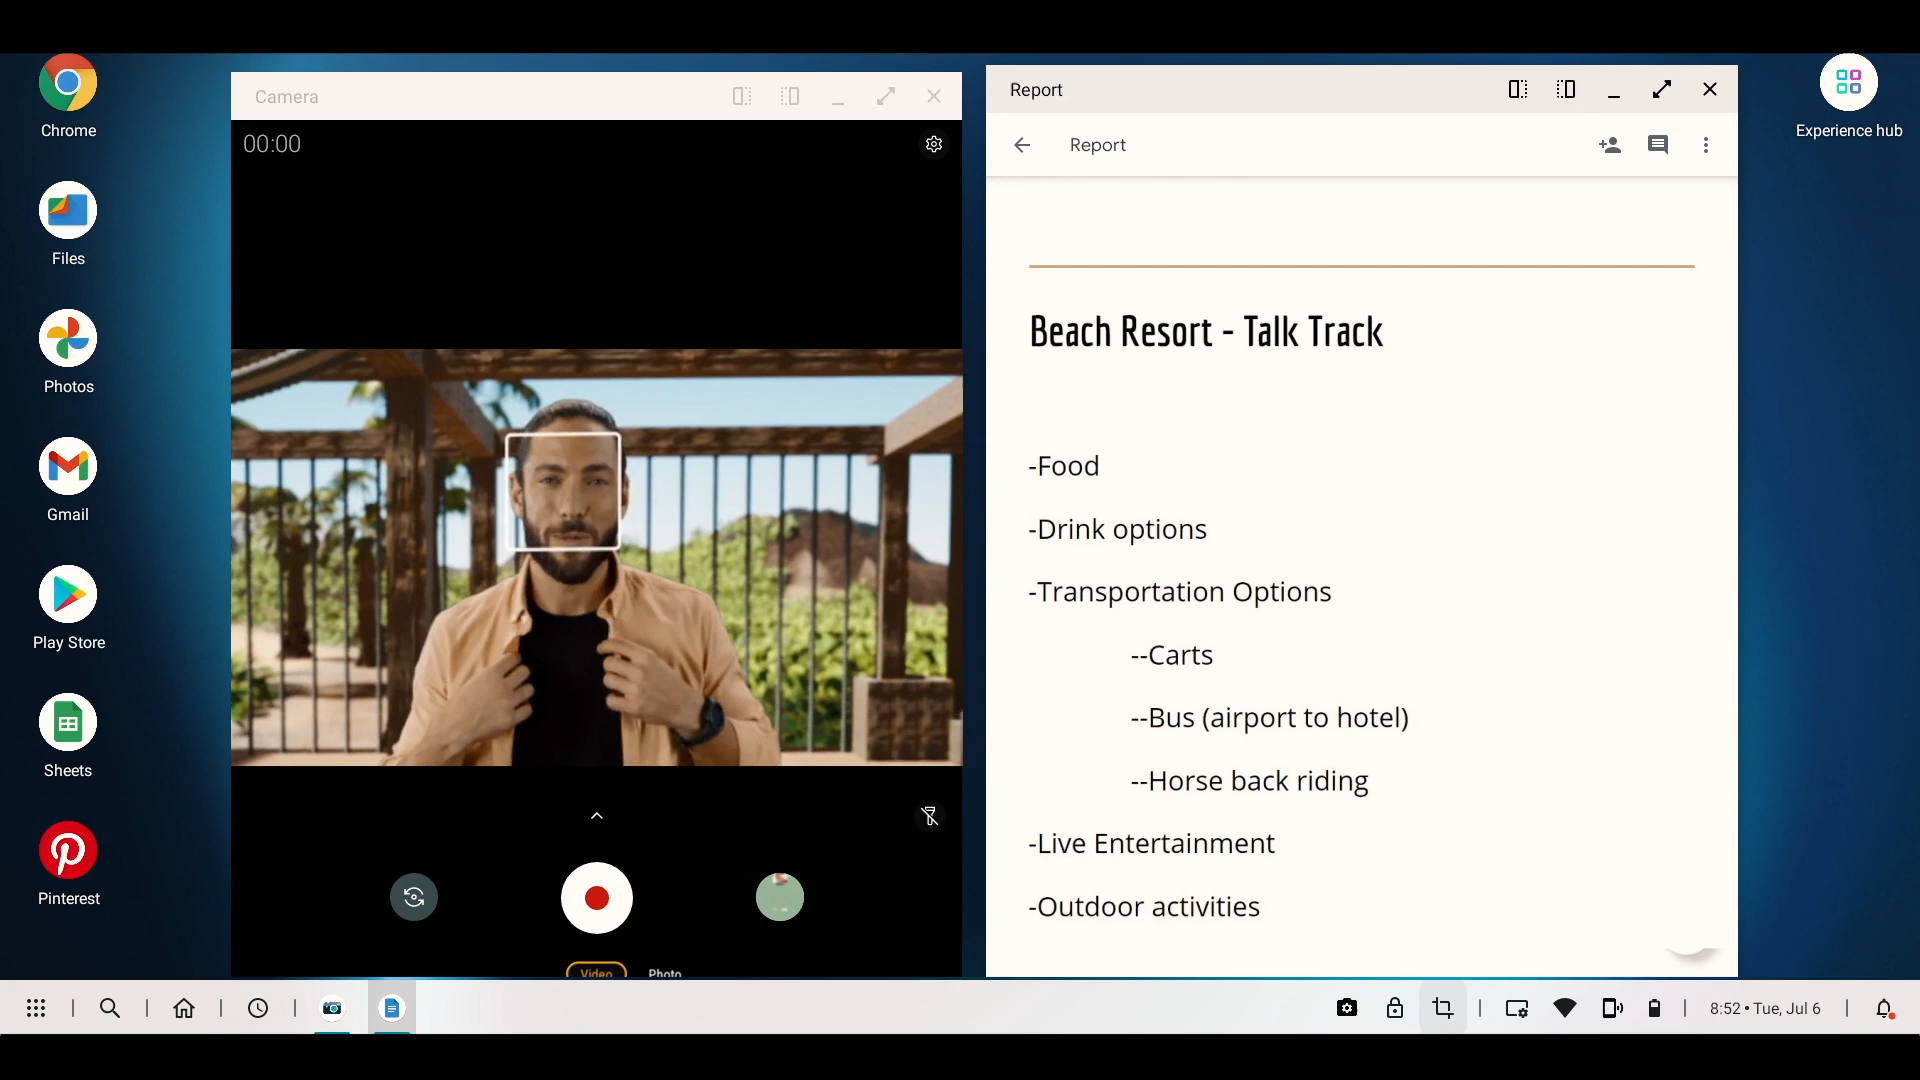 Chrome
Files
Photos
Gmail
Play Store
Sheets
Pinterest
Camera
00:00
Video
Photo
Report
Report
Beach Resort - Talk Track
-Food
-Drink options
-Transportation Options
--Carts
--Bus (airport to hotel)
--Horse back riding
-Live Entertainment
-Outdoor activities
Experience hub
8:52 • Tue, Jul 6